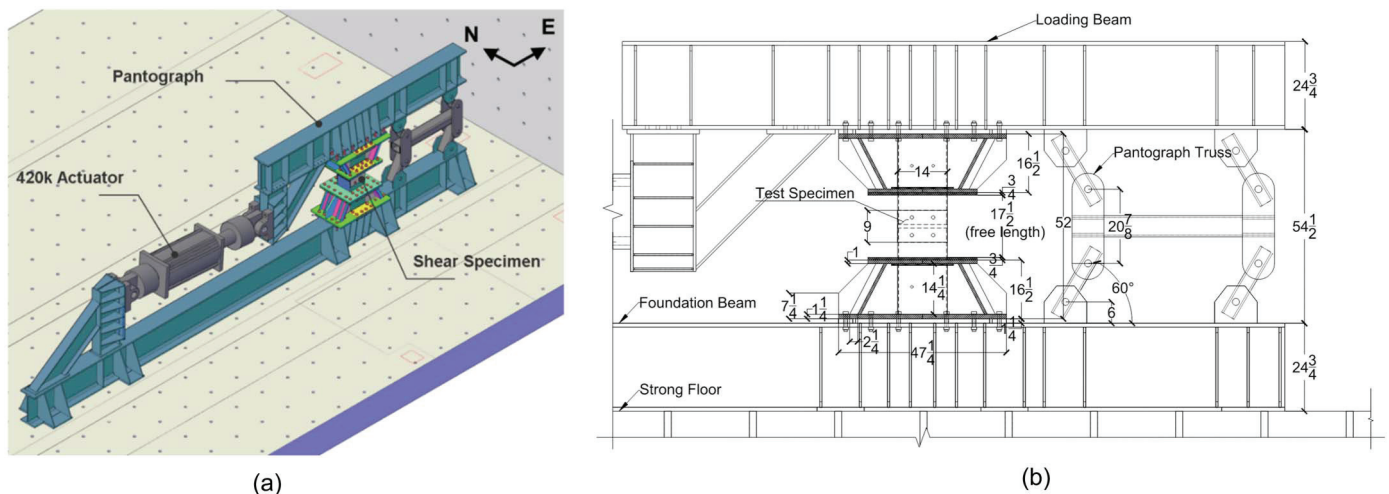 N
E
Pantograph
420k Actuator
Shear Specimen
(a)
Loading Beam
24 3/4
16 1/2
Pantograph Truss
14
3/4
Test Specimen
17 1/2
(free length)
9
52
20 7/8
54 1/2
1
3/4
14 1/4
16 1/2
60°
7 1/4
1 1/4
6
Foundation Beam
1/4
2 1/4
47 1/4
24 3/4
Strong Floor
(b)